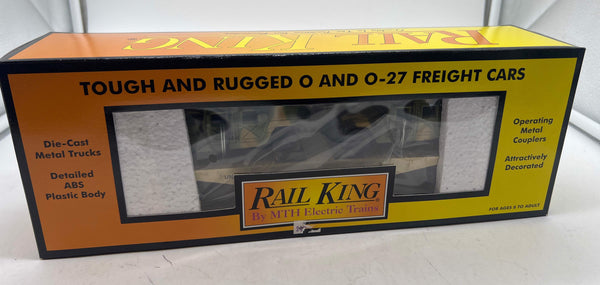 RAIL KING
TOUGH AND RUGGED O AND O-27 FREIGHT CARS
Die-Cast
Metal Trucks
Detailed
ABS
Plastic Body
Operating
Metal
Couplers
Attractively
Decorated
RAIL KING®
By MTH Electric Trains
FOR AGES 8 TO ADULT